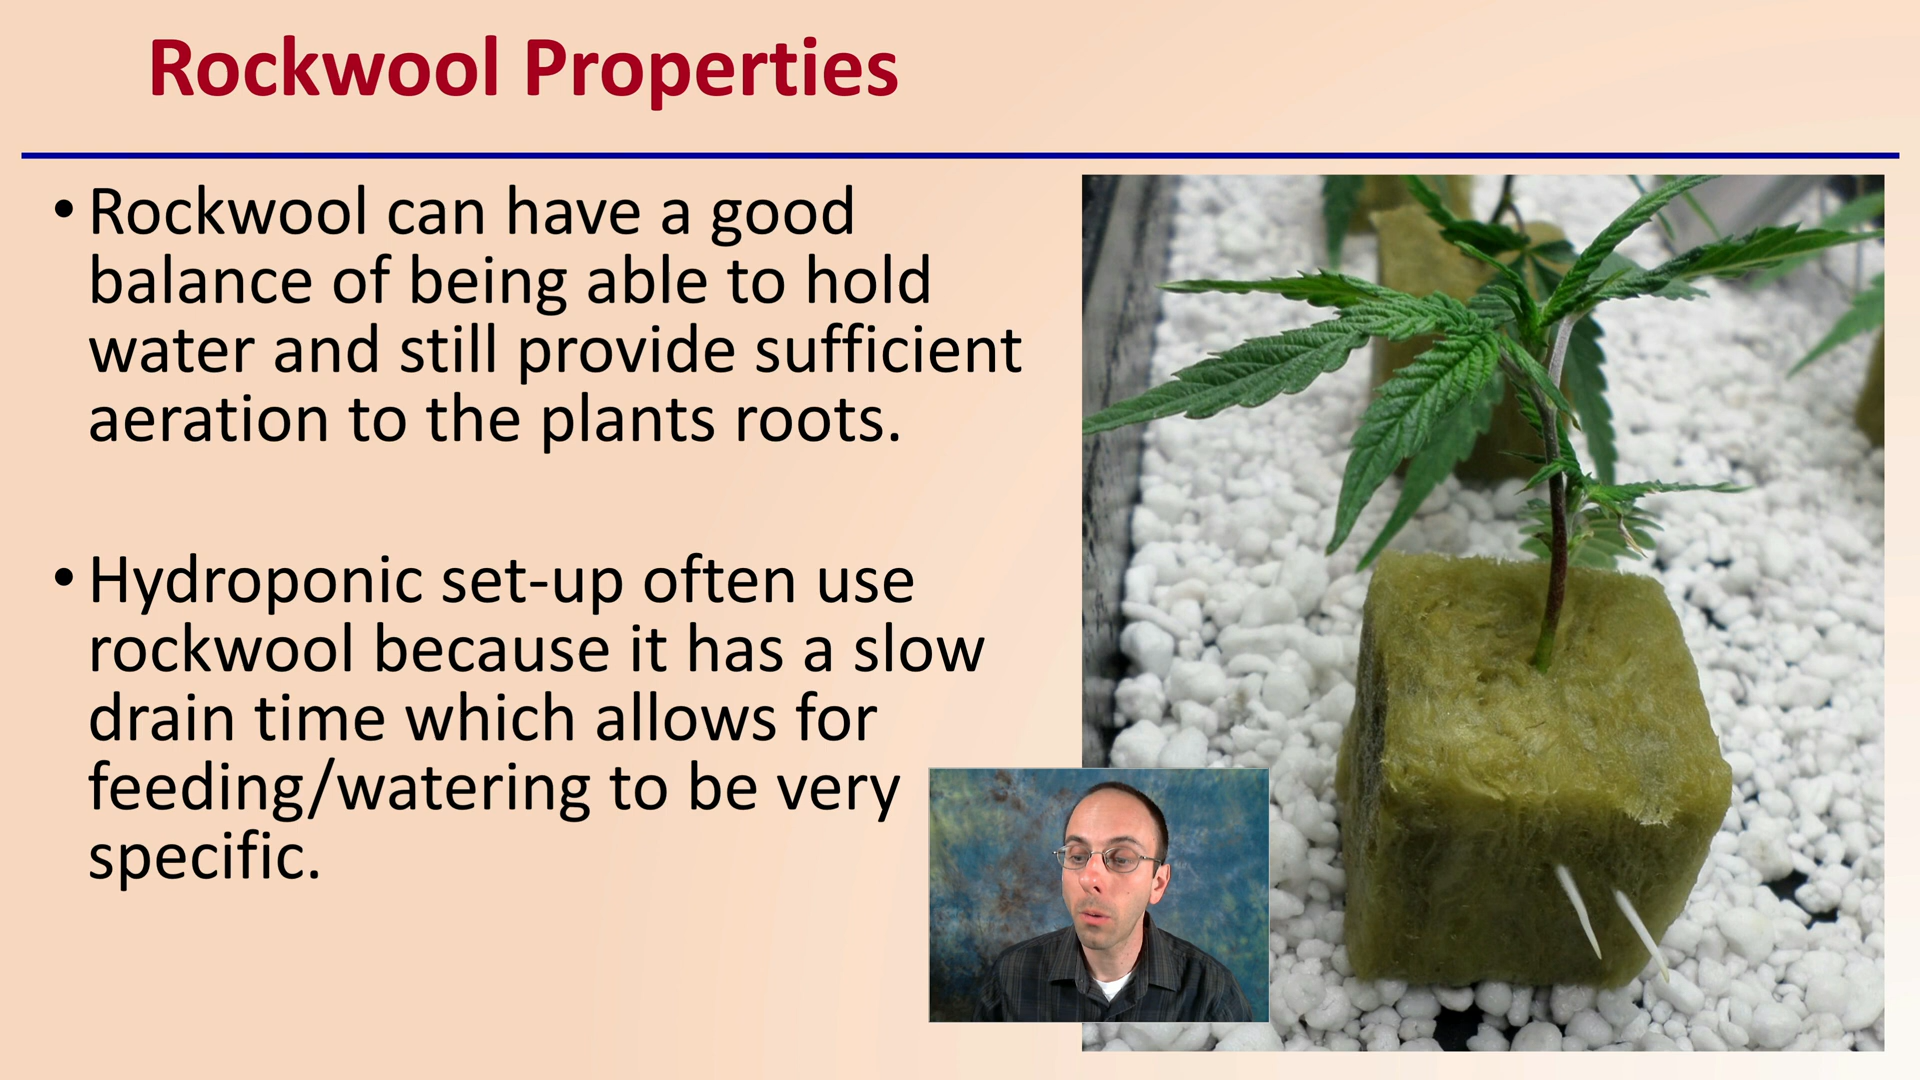 Rockwool Properties
• Rockwool can have a good
balance of being able to hold
water and still provide sufficient
aeration to the plants roots.
• Hydroponic set-up often use
rockwool because it has a slow
drain time which allows for
feeding/watering to be very
specific.